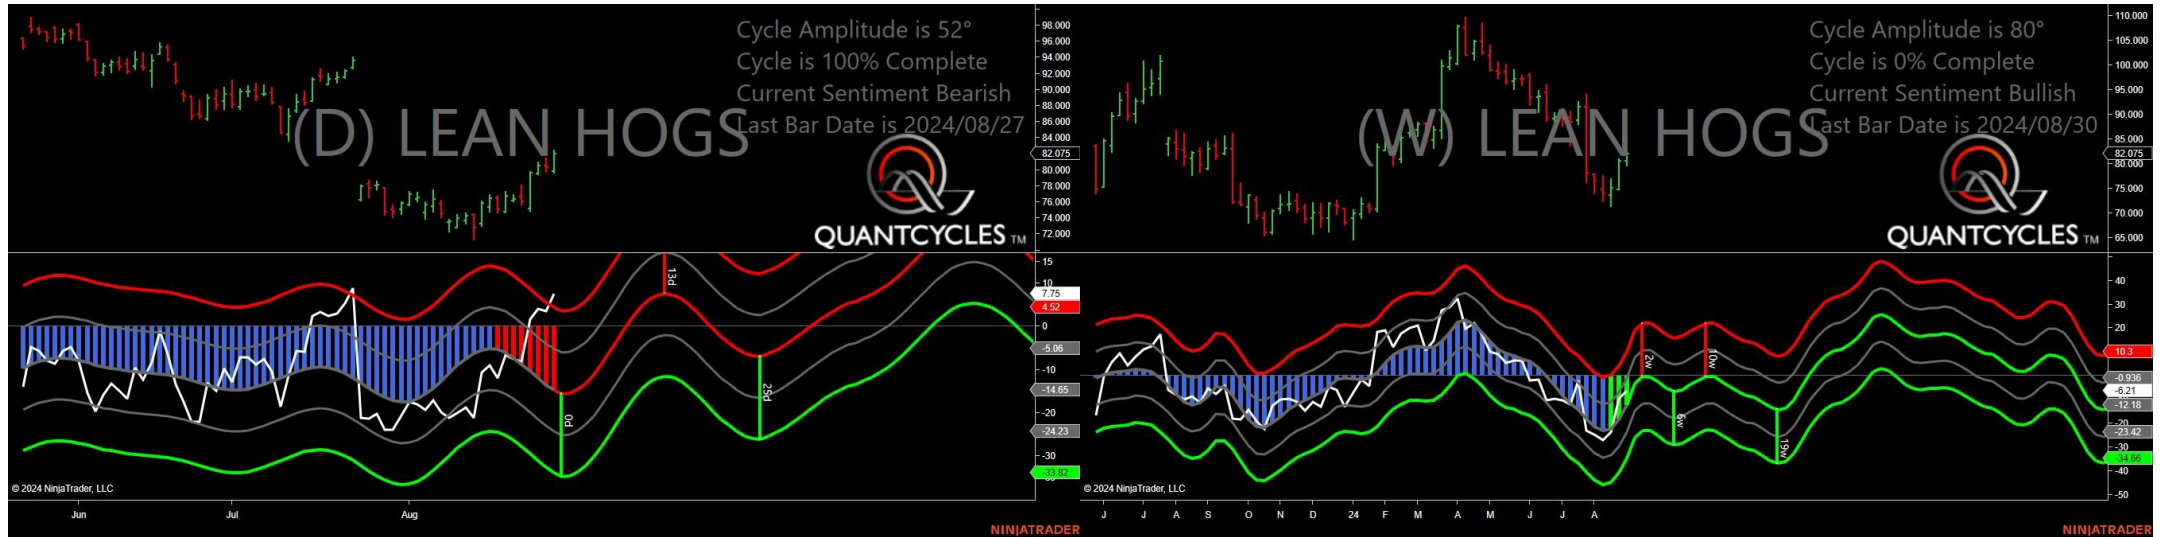 Cycle Amplitude is 52°
Cycle is 100% Complete
Current Sentiment Bearish
Last Bar Date is 2024/08/27
(D) LEAN HOGS
QUANTCYCLES TM
98.000
96.000
94.000
92.000
90.000
88.000
86.000
84.000
82.075
80.000
78.000
76.000
74.000
72.000
15
10
7.75
4.52
0
-5.06
-10
-14.65
-20
-24.23
-30
-33.82
13d
0d
25d
© 2024 NinjaTrader, LLC
Jun Jul Aug
NINJATRADER
Cycle Amplitude is 80°
Cycle is 0% Complete
Current Sentiment Bullish
Last Bar Date is 2024/08/30
(W) LEAN HOGS
QUANTCYCLES TM
110.000
105.000
100.000
95.000
90.000
85.000
82.075
80.000
75.000
70.000
65.000
40
30
20
10.3
-0.936
-6.21
-12.18
-20
-23.42
-30
-34.66
-40
-50
2w
10w
6w
19w
© 2024 NinjaTrader, LLC
J J A S O N D 24 F M A M J J A
NINJATRADER